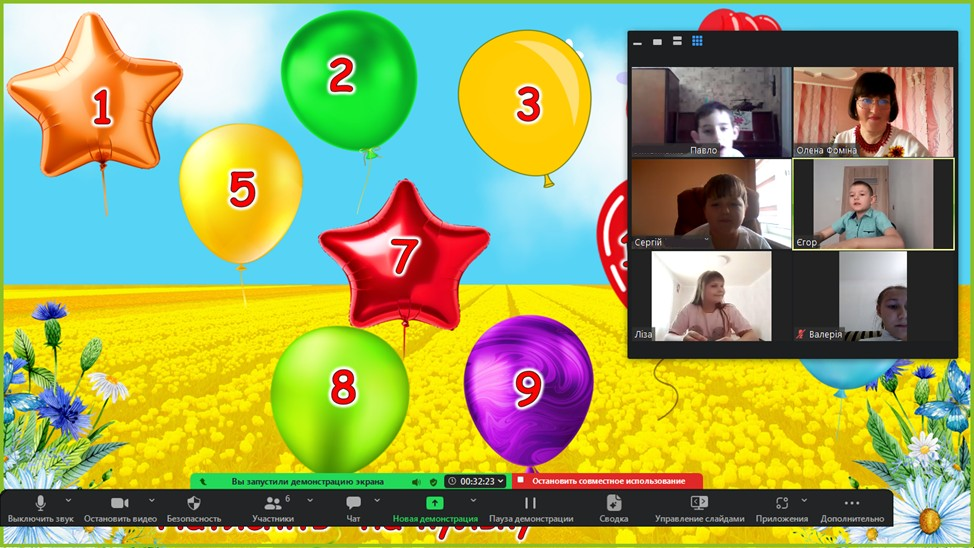 1
2
3
5
7
8
9
Павло
Олена Фоміна
Сергій
Єгор
Ліза
Валерія
Вы запустили демонстрацию экрана
00:32:23
Остановить совместное использование
Выключить звук
Остановить видео
Безопасность
6
Участники
Чат
Новая демонстрация
Пауза демонстрации
Сводка
Управление слайдами
Приложения
Дополнительно